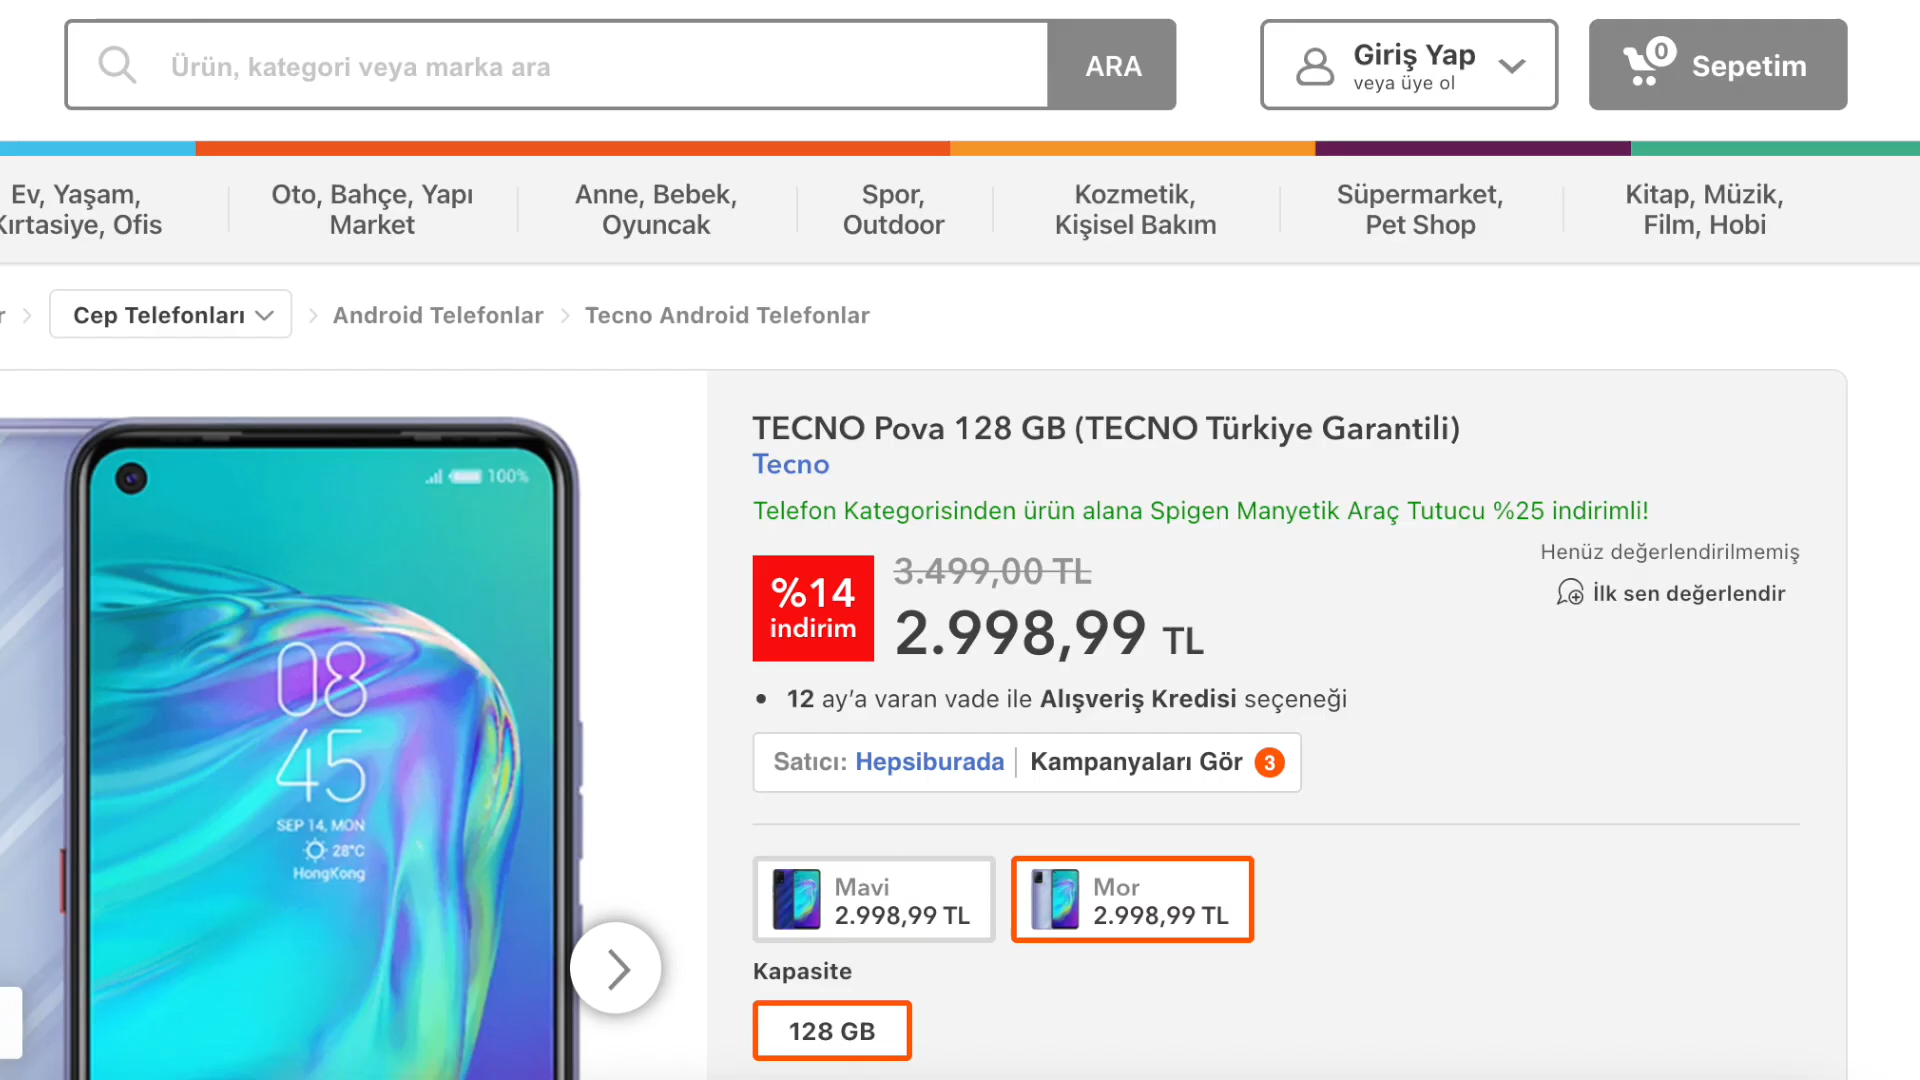 Ürün, kategori veya marka ara
ARA
Giriş Yap
veya üye ol
0
Sepetim
Ev, Yaşam,
Kırtasiye, Ofis
Oto, Bahçe, Yapı
Market
Anne, Bebek,
Oyuncak
Spor,
Outdoor
Kozmetik,
Kişisel Bakım
Süpermarket,
Pet Shop
Kitap, Müzik,
Film, Hobi
Cep Telefonları
Android Telefonlar
Tecno Android Telefonlar
100%
08
45
SEP 14, MON
28°C
HongKong
TECNO Pova 128 GB (TECNO Türkiye Garantili)
Tecno
Telefon Kategorisinden ürün alana Spigen Manyetik Araç Tutucu %25 indirimli!
Henüz değerlendirilmemiş
İlk sen değerlendir
%14
indirim
3.499,00 TL
2.998,99 TL
• 12 ay'a varan vade ile Alışveriş Kredisi seçeneği
Satıcı: Hepsiburada
Kampanyaları Gör 3
Mavi
2.998,99 TL
Mor
2.998,99 TL
Kapasite
128 GB